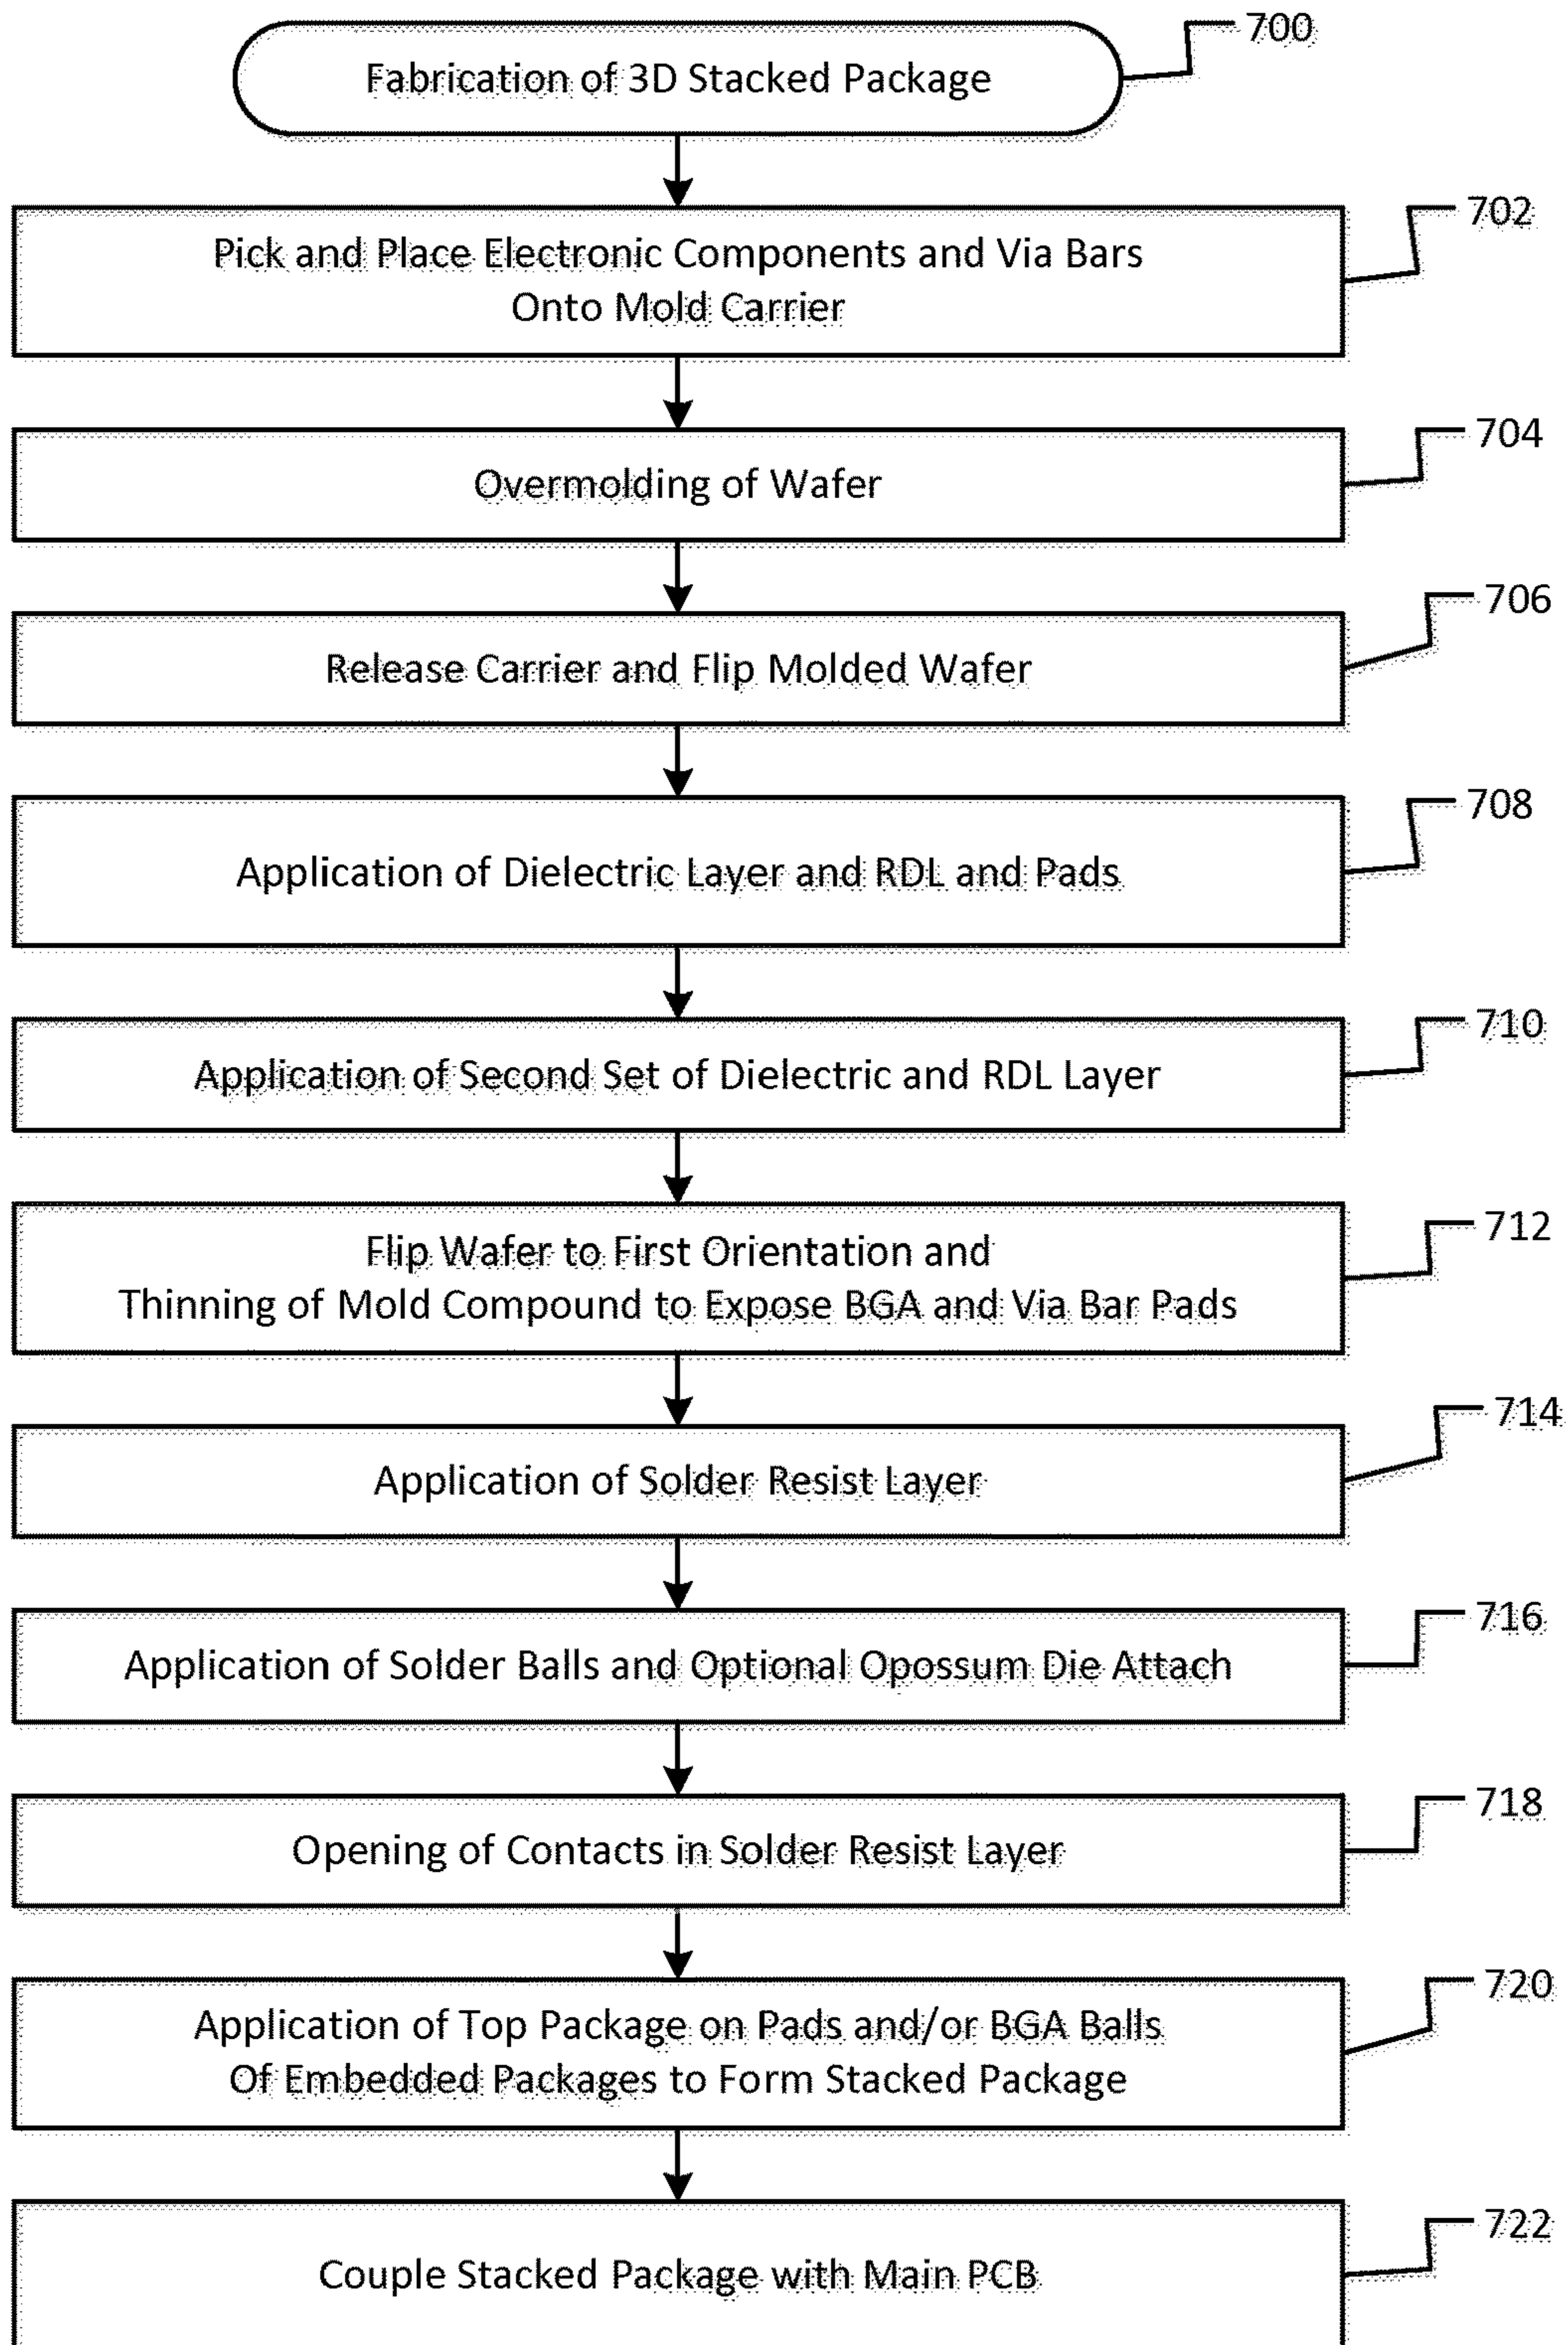 700
Fabrication of 3D Stacked Package
702
Pick and Place Electronic Components and Via Bars
Onto Mold Carrier
704
Overmolding of Wafer
706
Release Carrier and Flip Molded Wafer
708
Application of Dielectric Layer and RDL and Pads
710
Application of Second Set of Dielectric and RDL Layer
712
Flip Wafer to First Orientation and
Thinning of Mold Compound to Expose BGA and Via Bar Pads
714
Application of Solder Resist Layer
716
Application of Solder Balls and Optional Opossum Die Attach
718
Opening of Contacts in Solder Resist Layer
720
Application of Top Package on Pads and/or BGA Balls
Of Embedded Packages to Form Stacked Package
722
Couple Stacked Package with Main PCB